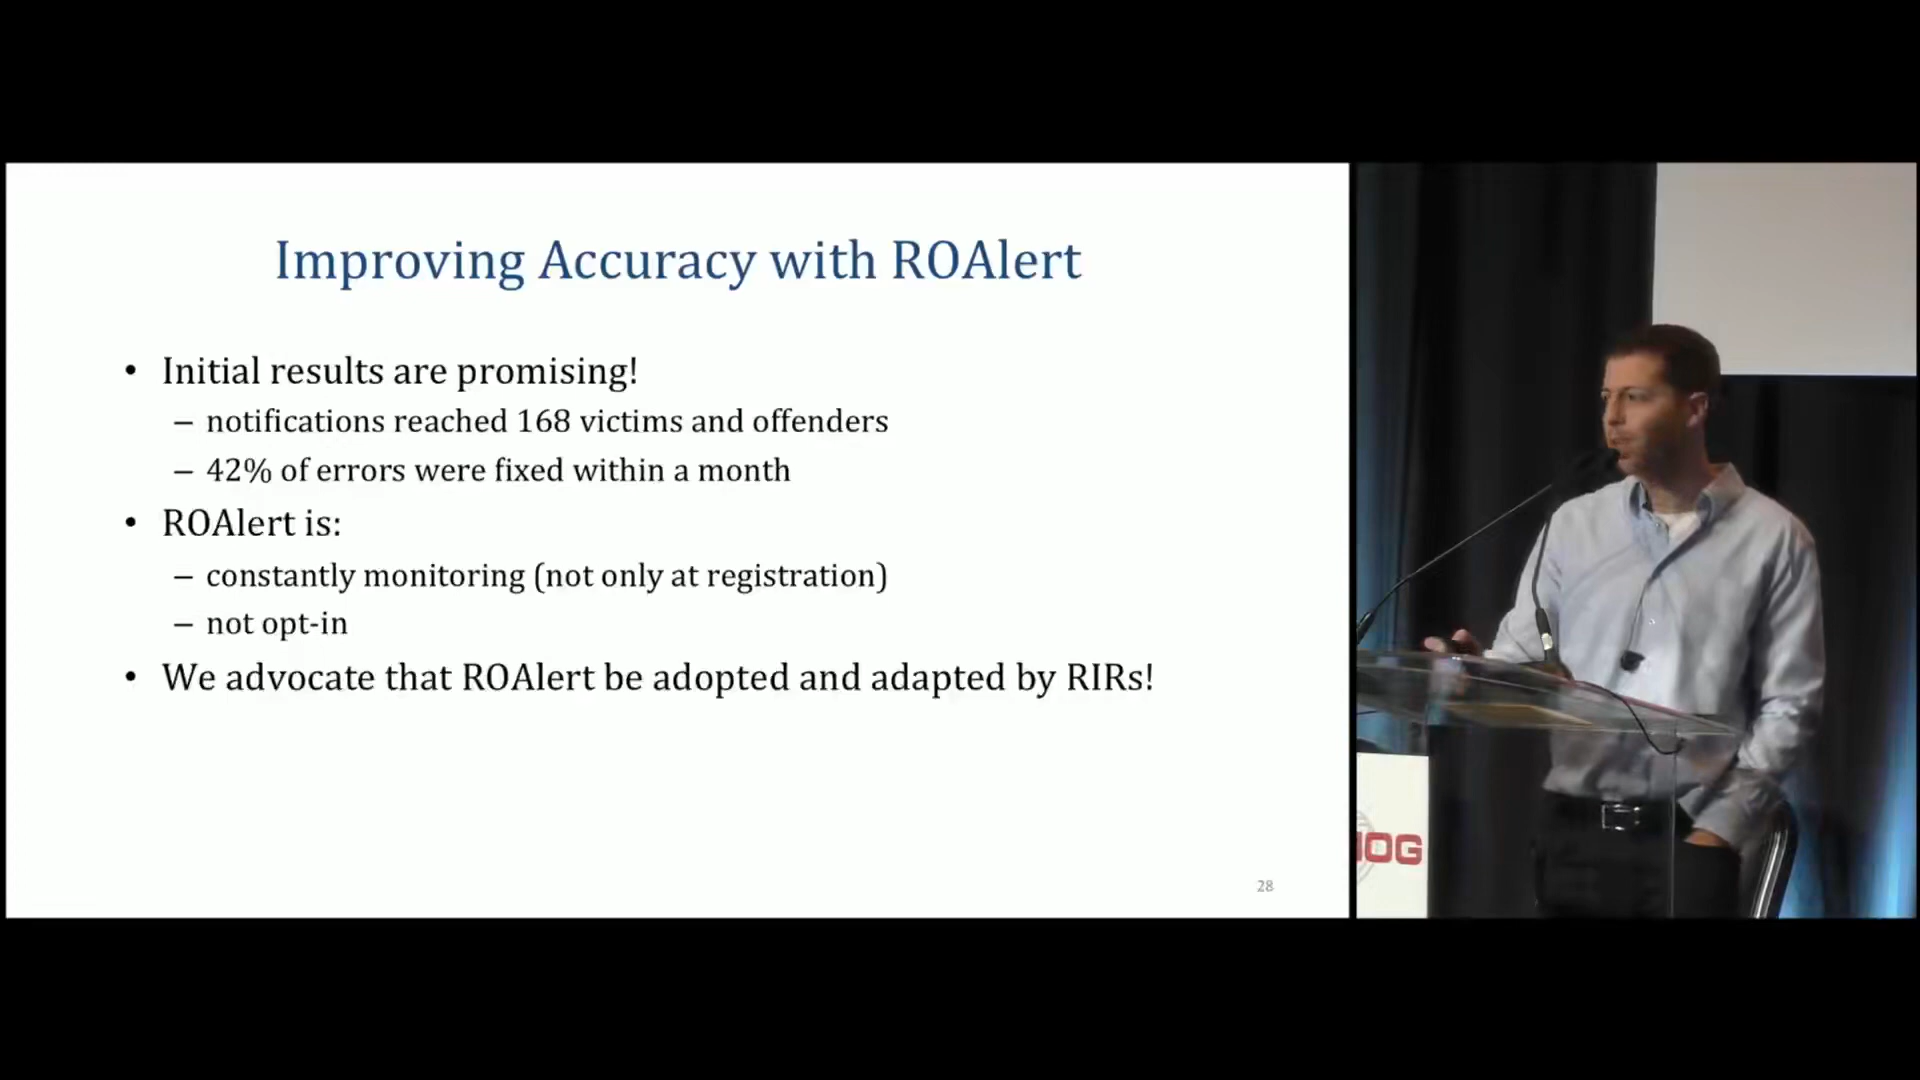 Improving Accuracy with ROAlert
• Initial results are promising!
– notifications reached 168 victims and offenders
– 42% of errors were fixed within a month
• ROAlert is:
– constantly monitoring (not only at registration)
– not opt-in
• We advocate that ROAlert be adopted and adapted by RIRs!
28